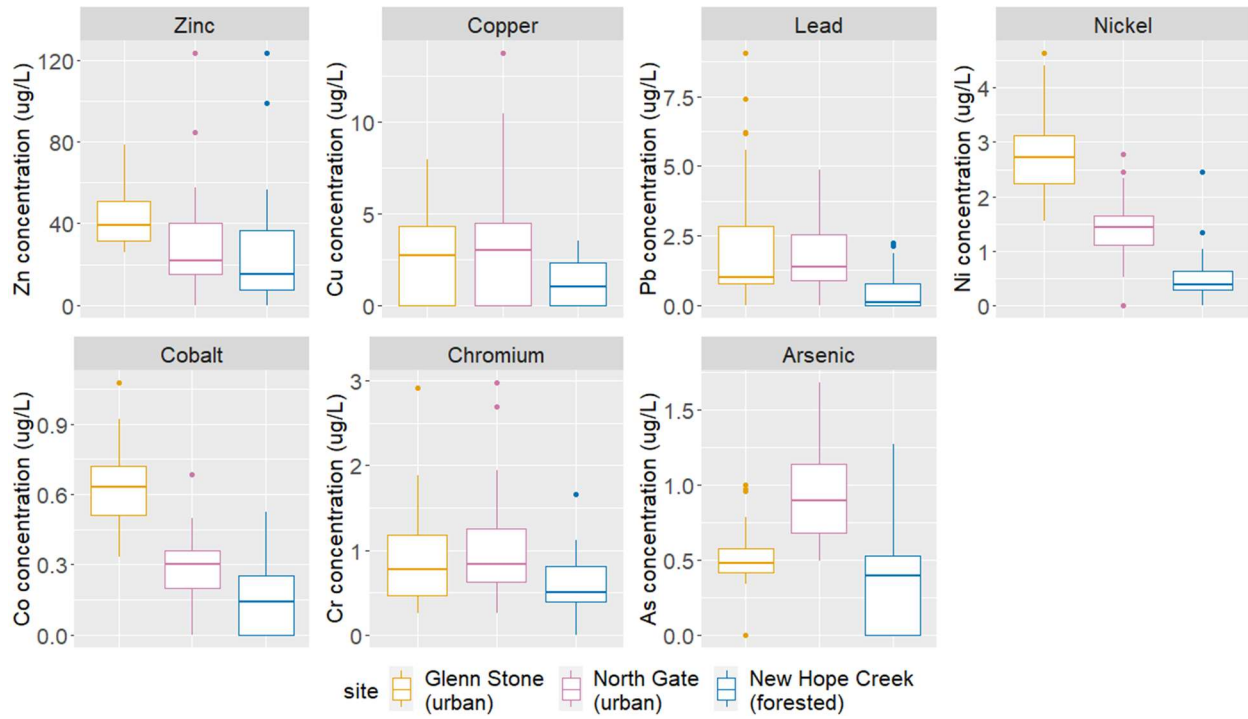 Zinc
Copper
Lead
Nickel
Zn concentration (ug/L)
120
80
40
0
Cu concentration (ug/L)
10
5
0
Pb concentration (ug/L)
7.5
5.0
2.5
0.0
Ni concentration (ug/L)
4
3
2
1
0
Cobalt
Chromium
Arsenic
Co concentration (ug/L)
0.9
0.6
0.3
0.0
Cr concentration (ug/L)
3
2
1
0
As concentration (ug/L)
1.5
1.0
0.5
0.0
site
Glenn Stone
(urban)
North Gate
(urban)
New Hope Creek
(forested)